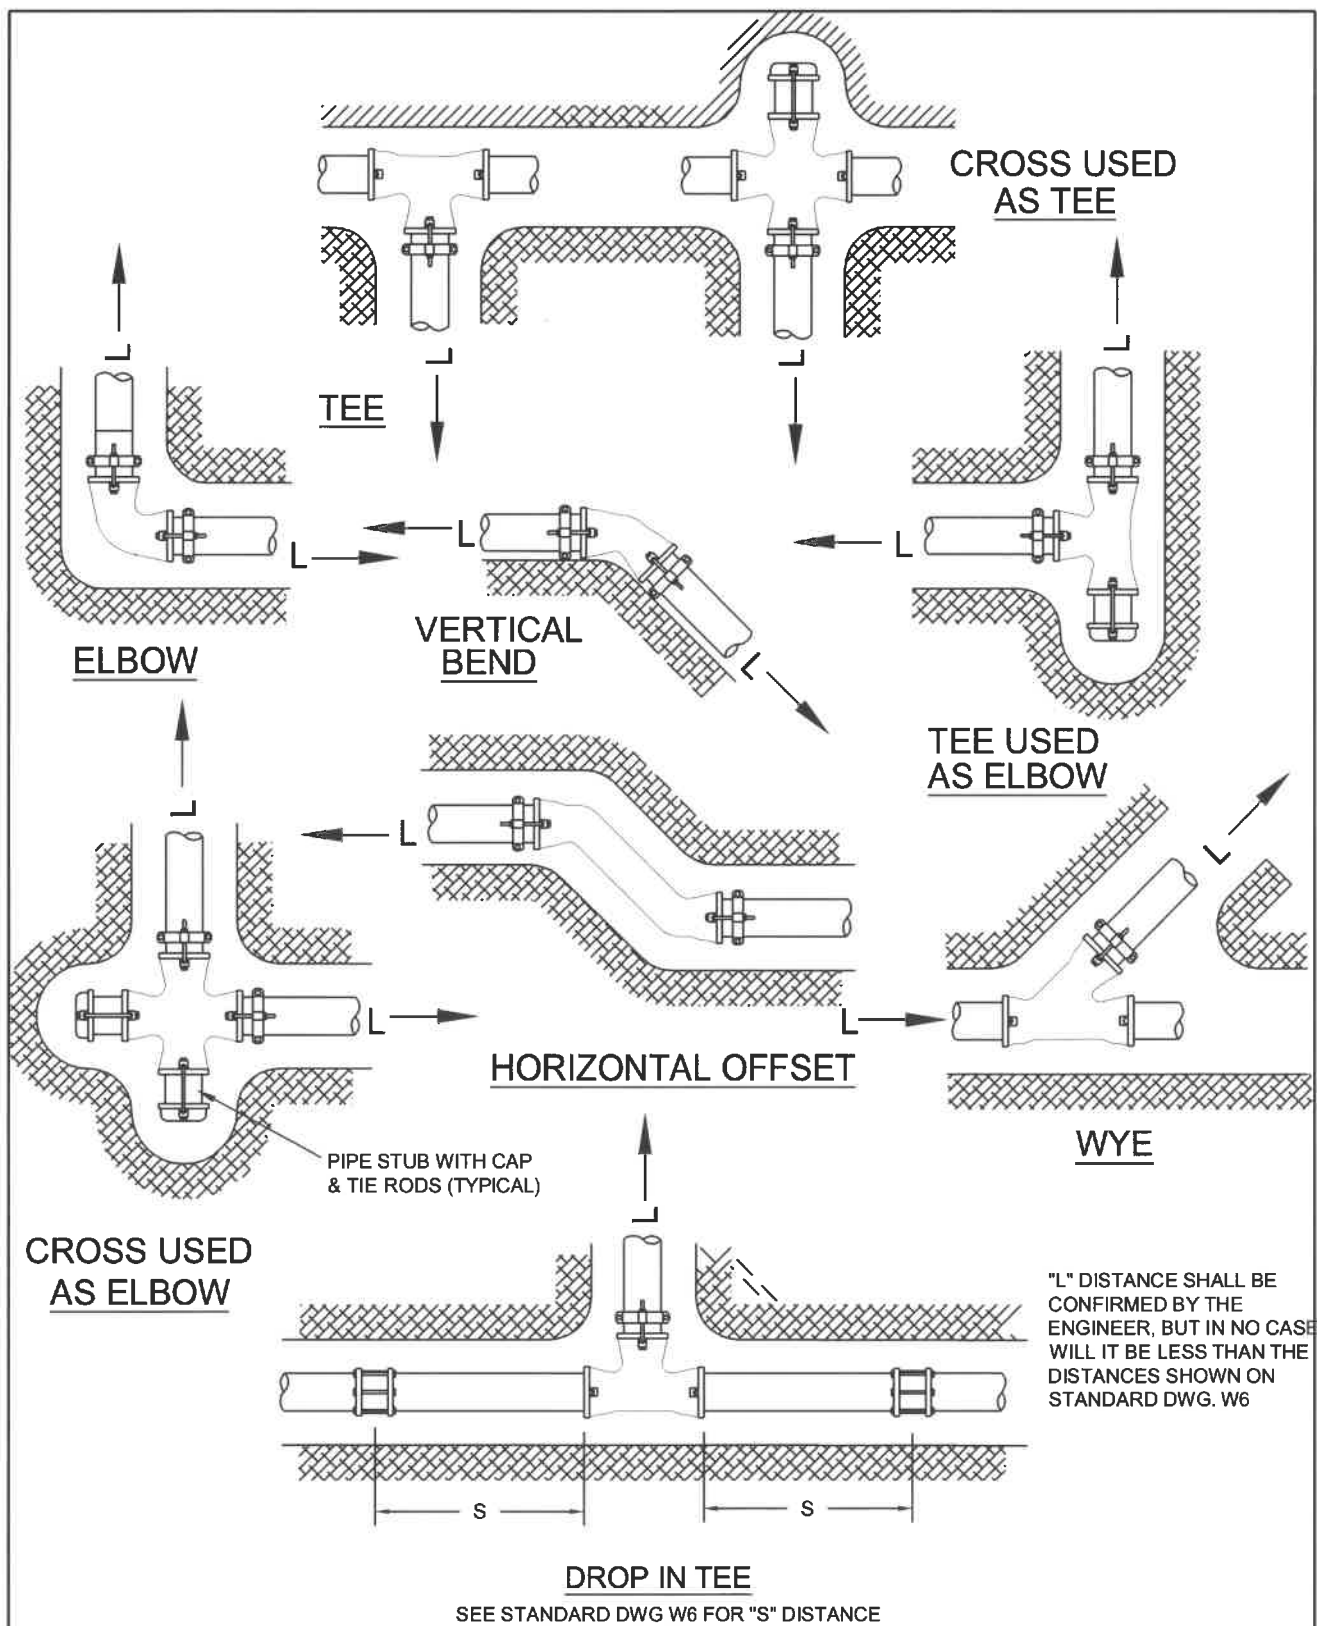 CROSS USED
AS TEE
L
L
L
L
TEE
L
L
L
ELBOW
VERTICAL
BEND
L
L
TEE USED
AS ELBOW
L
L
L
L
L
HORIZONTAL OFFSET
WYE
PIPE STUB WITH CAP
& TIE RODS (TYPICAL)
CROSS USED
AS ELBOW
L
"L" DISTANCE SHALL BE
CONFIRMED BY THE
ENGINEER, BUT IN NO CASE
WILL IT BE LESS THAN THE
DISTANCES SHOWN ON
STANDARD DWG. W6
S
S
DROP IN TEE
SEE STANDARD DWG W6 FOR "S" DISTANCE